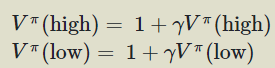 V^π(high) = 1 + γV^π(high)
V^π(low) = 1 + γV^π(low)